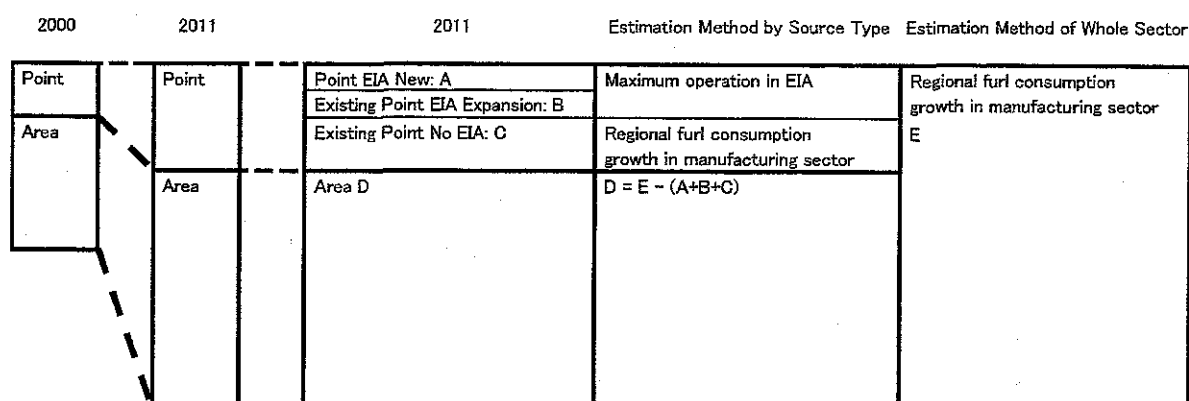 2000 2011 2011 Estimation Method by Source Type Estimation Method of Whole Sector
Point Point Point EIA New: A Maximum operation in EIA Regional furl consumption
growth in manufacturing sector
Existing Point EIA Expansion: B
Area Existing Point No EIA: C Regional furl consumption E
growth in manufacturing sector
Area Area D D = E - (A+B+C)